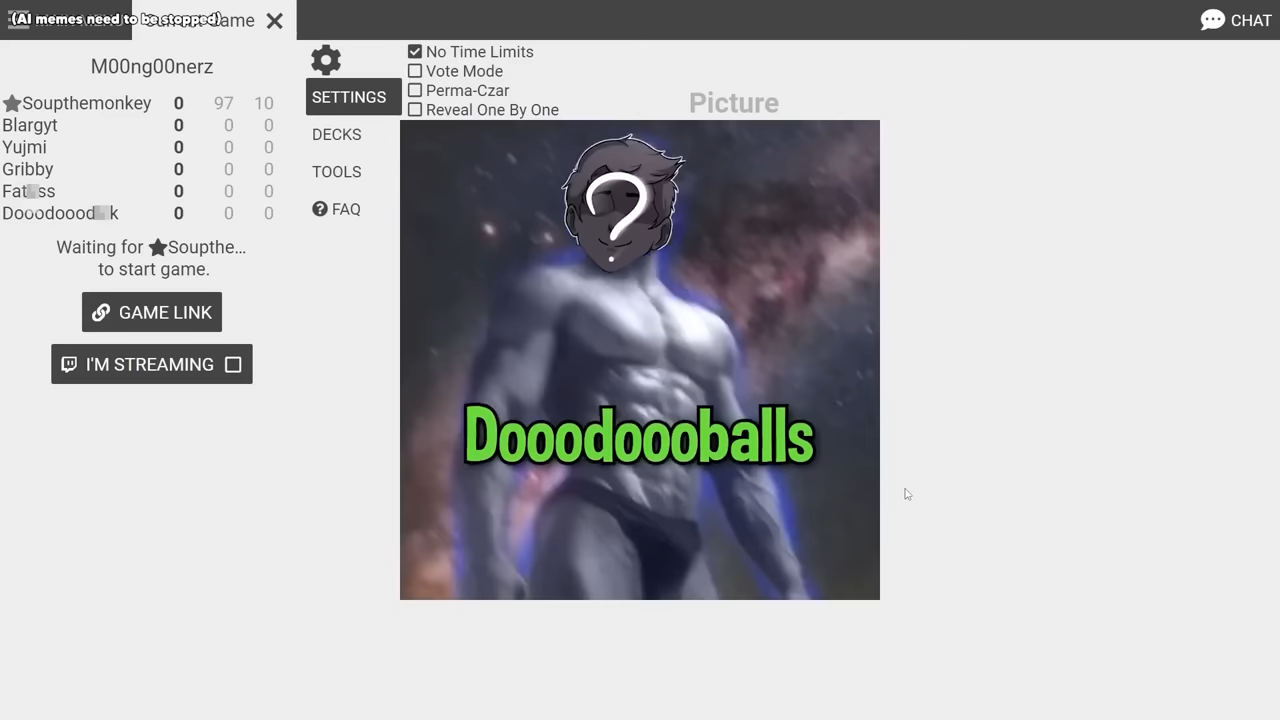 (AI memes need to be stopped)
Game
CHAT
M00ng00nerz
Soupthemonkey 0 97 10
Blargyt 0 0 0
Yujmi 0 0 0
Gribby 0 0 0
0 0 0
0 0 0
Waiting for Soupthe...
to start game.
GAME LINK
I'M STREAMING
SETTINGS
DECKS
TOOLS
FAQ
No Time Limits
Vote Mode
Perma-Czar
Reveal One By One
Picture
?
Dooodoooballs